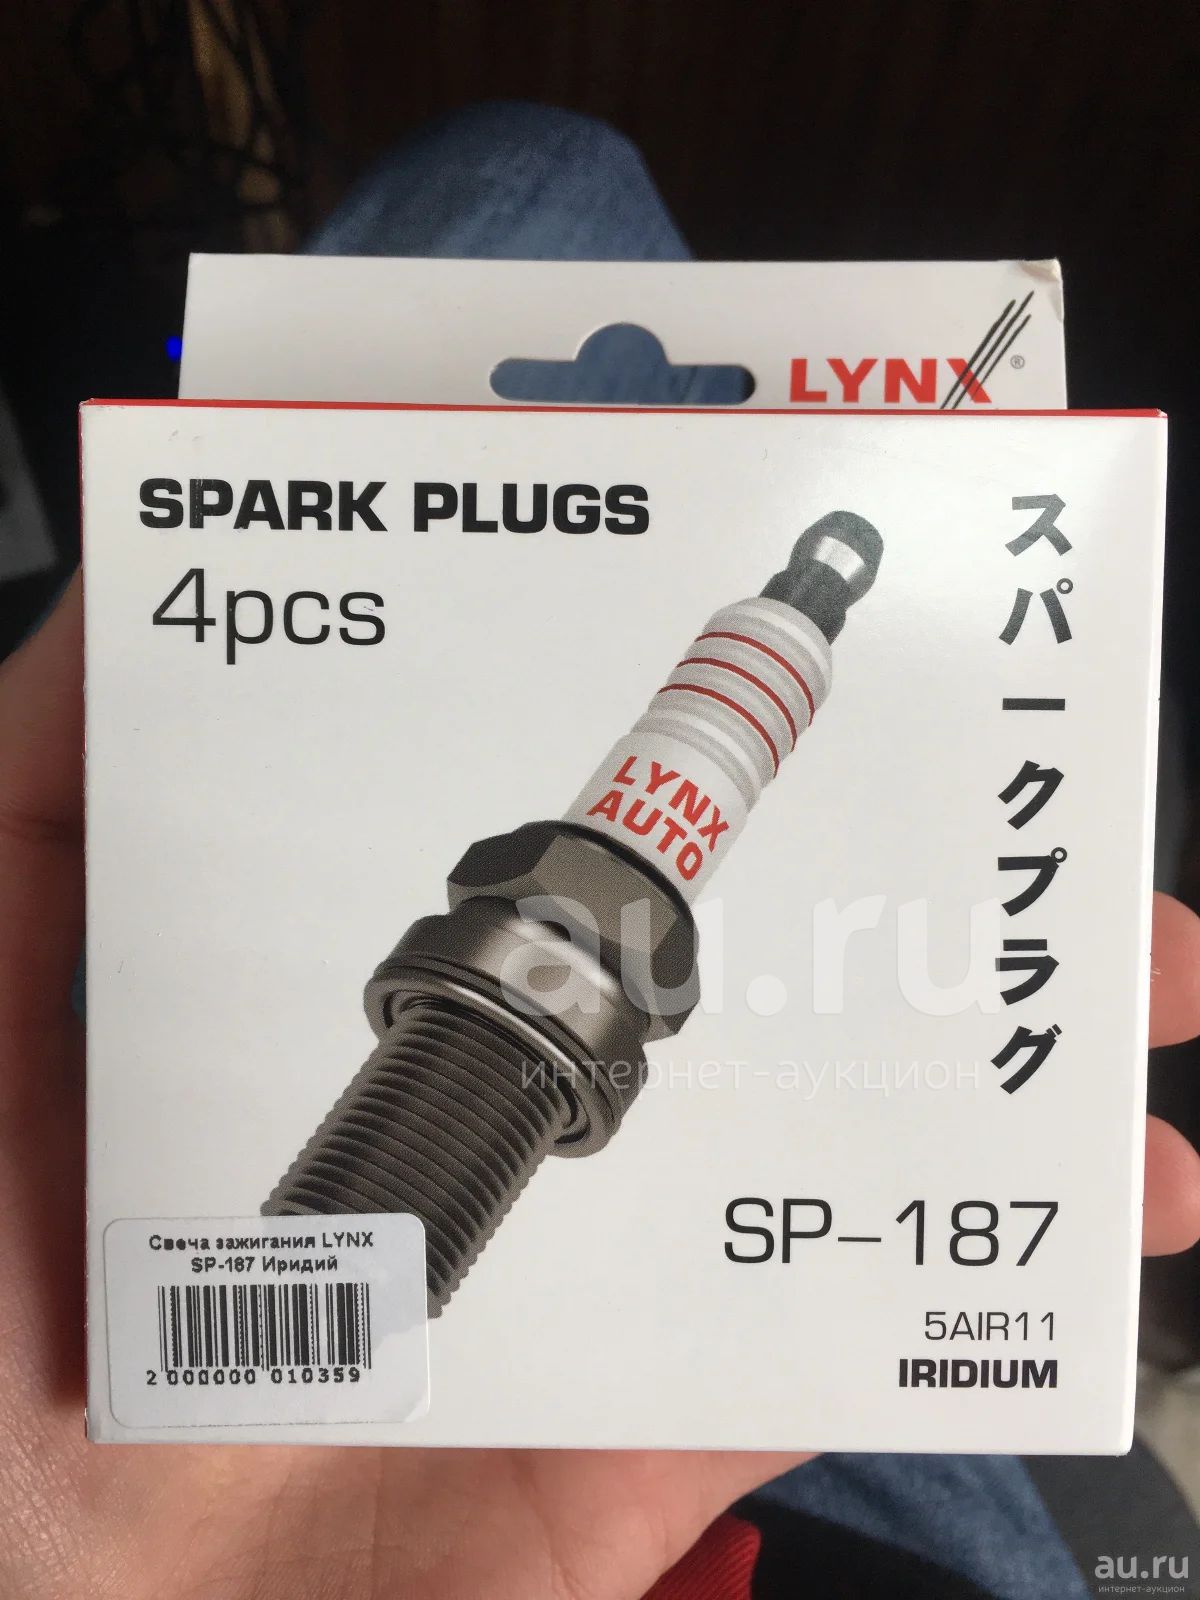 LYNX®
SPARK PLUGS
4pcs
スパークプラグ
LYNX
AUTO
au.ru
интернет-аукцион
SP-187
5AIR11
IRIDIUM
Свеча зажигания LYNX
SP-187 Иридий
2 000000 010359
au.ru
интернет-аукцион